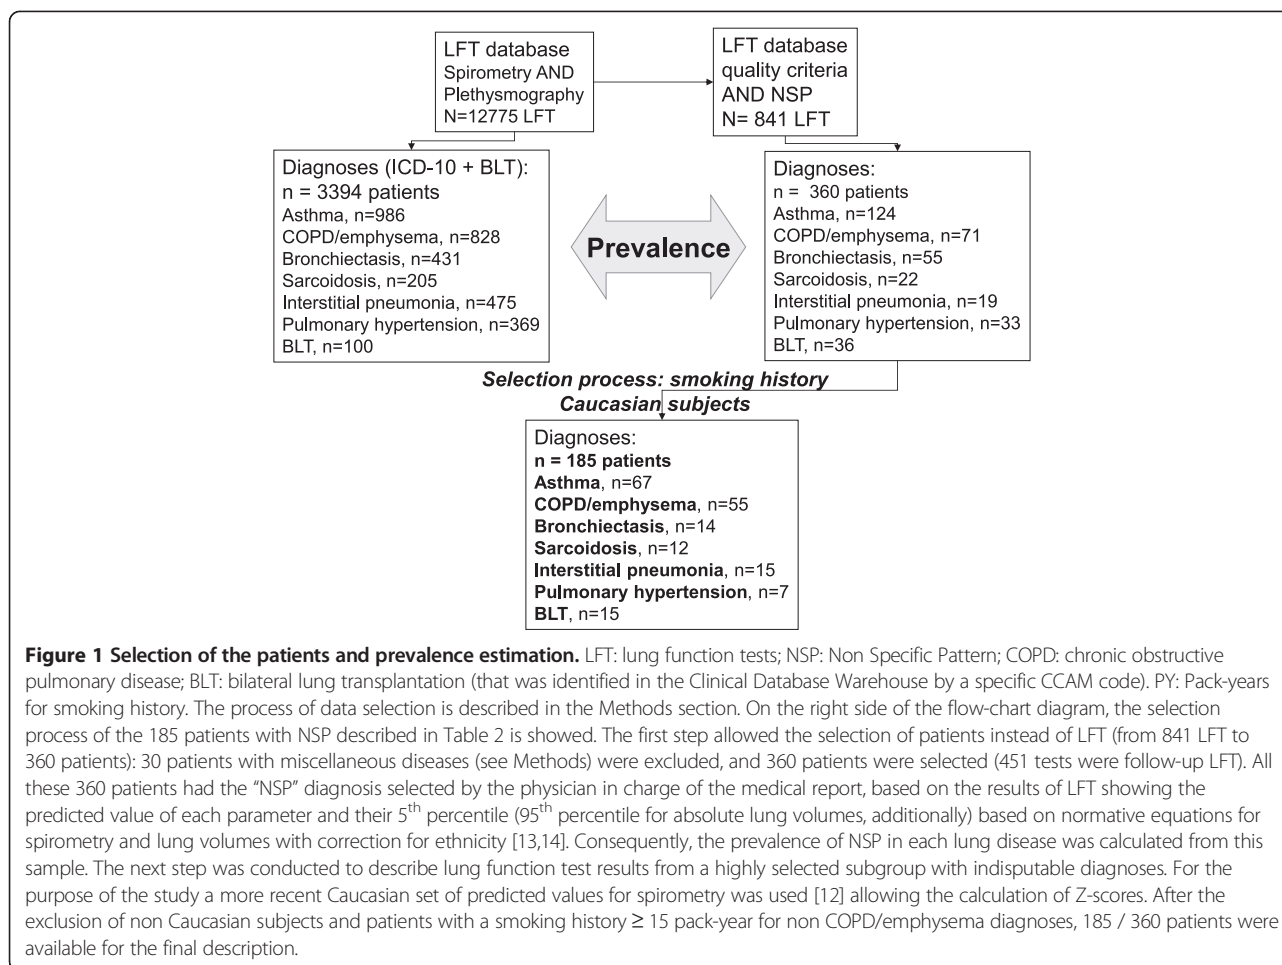 LFT database
Spirometry AND
Plethysmography
N=12775 LFT
LFT database
quality criteria
AND NSP
N= 841 LFT
Diagnoses (ICD-10 + BLT):
n = 3394 patients
Asthma, n=986
COPD/emphysema, n=828
Bronchiectasis, n=431
Sarcoidosis, n=205
Interstitial pneumonia, n=475
Pulmonary hypertension, n=369
BLT, n=100
Prevalence
Diagnoses:
n = 360 patients
Asthma, n=124
COPD/emphysema, n=71
Bronchiectasis, n=55
Sarcoidosis, n=22
Interstitial pneumonia, n=19
Pulmonary hypertension, n=33
BLT, n=36
Selection process: smoking history
Caucasian subjects
Diagnoses:
n = 185 patients
Asthma, n=67
COPD/emphysema, n=55
Bronchiectasis, n=14
Sarcoidosis, n=12
Interstitial pneumonia, n=15
Pulmonary hypertension, n=7
BLT, n=15
Figure 1 Selection of the patients and prevalence estimation. LFT: lung function tests; NSP: Non Specific Pattern; COPD: chronic obstructive
pulmonary disease; BLT: bilateral lung transplantation (that was identified in the Clinical Database Warehouse by a specific CCAM code). PY: Pack-years
for smoking history. The process of data selection is described in the Methods section. On the right side of the flow-chart diagram, the selection
process of the 185 patients with NSP described in Table 2 is showed. The first step allowed the selection of patients instead of LFT (from 841 LFT to
360 patients): 30 patients with miscellaneous diseases (see Methods) were excluded, and 360 patients were selected (451 tests were follow-up LFT). All
these 360 patients had the “NSP” diagnosis selected by the physician in charge of the medical report, based on the results of LFT showing the
predicted value of each parameter and their 5th percentile (95th percentile for absolute lung volumes, additionally) based on normative equations for
spirometry and lung volumes with correction for ethnicity [13,14]. Consequently, the prevalence of NSP in each lung disease was calculated from this
sample. The next step was conducted to describe lung function test results from a highly selected subgroup with indisputable diagnoses. For the
purpose of the study a more recent Caucasian set of predicted values for spirometry was used [12] allowing the calculation of Z-scores. After the
exclusion of non Caucasian subjects and patients with a smoking history ≥ 15 pack-year for non COPD/emphysema diagnoses, 185 / 360 patients were
available for the final description.